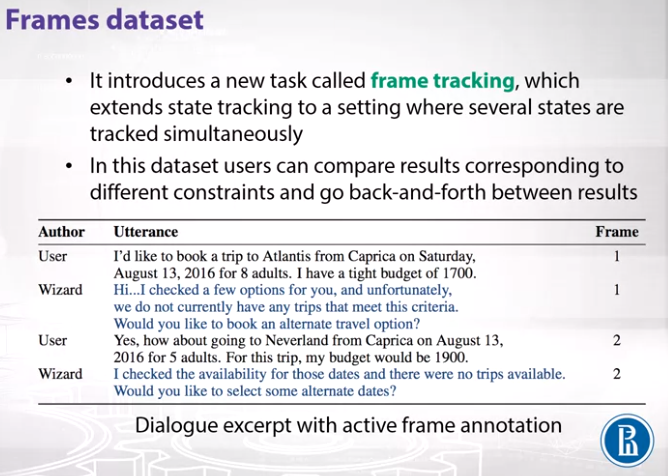 Frames dataset
• It introduces a new task called frame tracking, which
extends state tracking to a setting where several states are
tracked simultaneously
• In this dataset users can compare results corresponding to
different constraints and go back-and-forth between results
Author Utterance Frame
User I'd like to book a trip to Atlantis from Caprica on Saturday, 1
August 13, 2016 for 8 adults. I have a tight budget of 1700.
Wizard Hi...I checked a few options for you, and unfortunately, 1
we do not currently have any trips that meet this criteria.
Would you like to book an alternate travel option?
User Yes, how about going to Neverland from Caprica on August 13, 2
2016 for 5 adults. For this trip, my budget would be 1900.
Wizard I checked the availability for those dates and there were no trips available. 2
Would you like to select some alternate dates?
Dialogue excerpt with active frame annotation